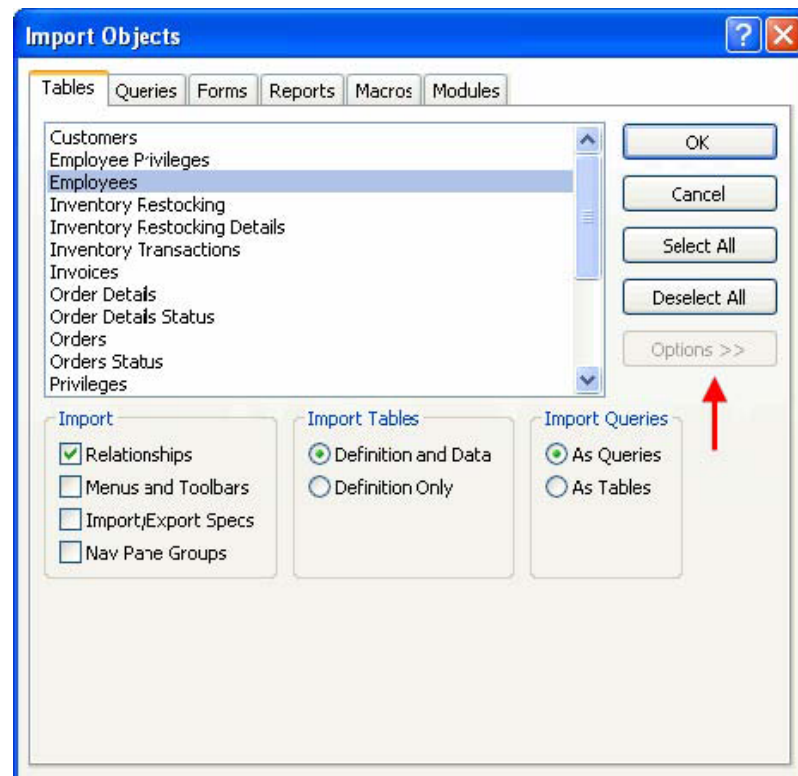 Import Objects
Tables Queries Forms Reports Macros Modules
Customers
Employee Privileges
Employees
Inventory Restocking
Inventory Restocking Details
Inventory Transactions
Invoices
Order Details
Order Details Status
Orders
Orders Status
Privileges
OK
Cancel
Select All
Deselect All
Options >>
Import
Relationships
Menus and Toolbars
Import/Export Specs
Nav Pane Groups
Import Tables
Definition and Data
Definition Only
Import Queries
As Queries
As Tables